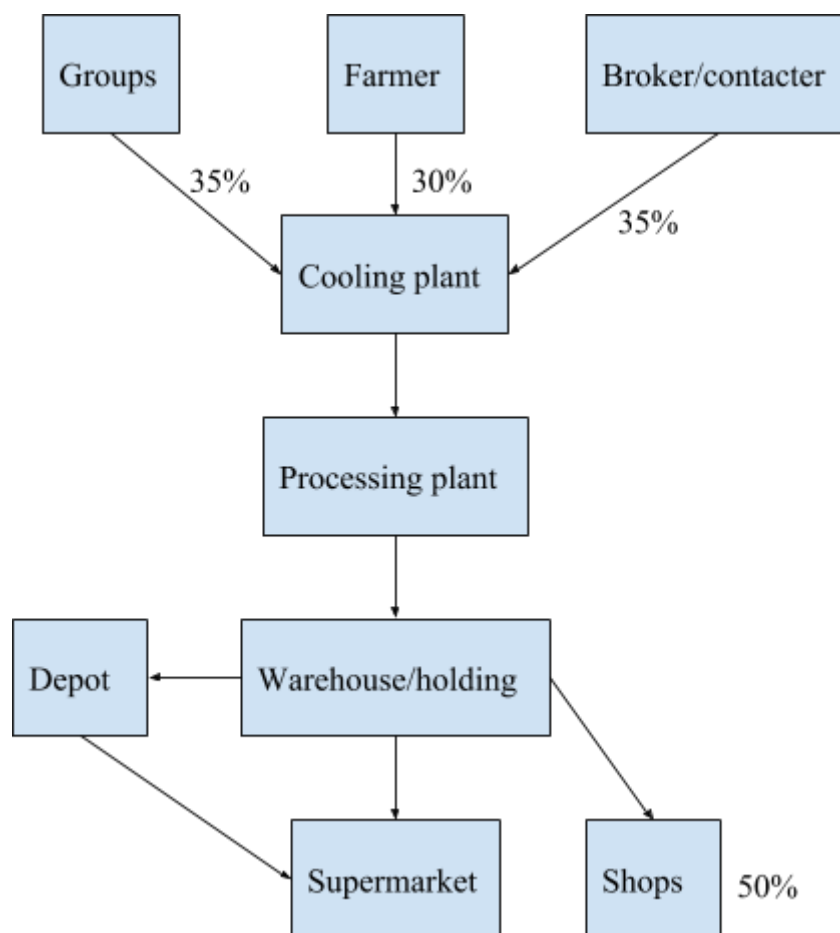 Groups
Farmer
Broker/contacter
35%
30%
35%
Cooling plant
Processing plant
Depot
Warehouse/holding
Supermarket
Shops
50%